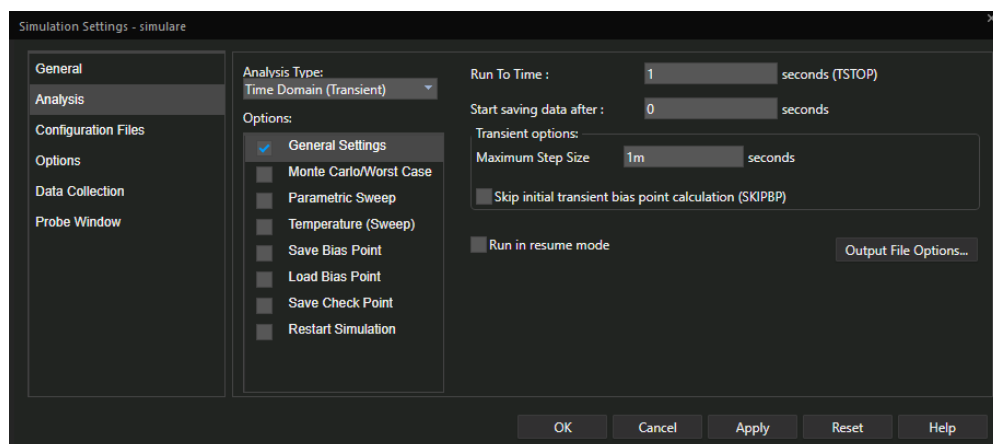 Simulation Settings - simulare
General
Analysis
Configuration Files
Options
Data Collection
Probe Window
Analysis Type:
Time Domain (Transient)
Options:
General Settings
Monte Carlo/Worst Case
Parametric Sweep
Temperature (Sweep)
Save Bias Point
Load Bias Point
Save Check Point
Restart Simulation
Run To Time : 1 seconds (TSTOP)
Start saving data after : 0 seconds
Transient options:
Maximum Step Size 1m seconds
Skip initial transient bias point calculation (SKIPBP)
Run in resume mode
Output File Options...
OK Cancel Apply Reset Help